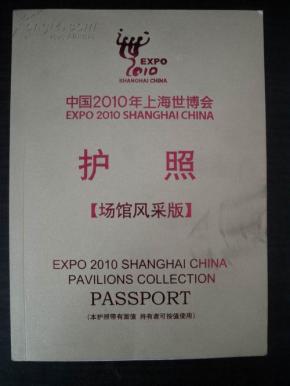 EXPO
2010
SHANGHAI CHINA
中国2010年上海世博会
EXPO 2010 SHANGHAI CHINA
护 照
【场馆风采版】
EXPO 2010 SHANGHAI CHINA
PAVILIONS COLLECTION
PASSPORT
（本护照带有面值 持有者可按值使用）